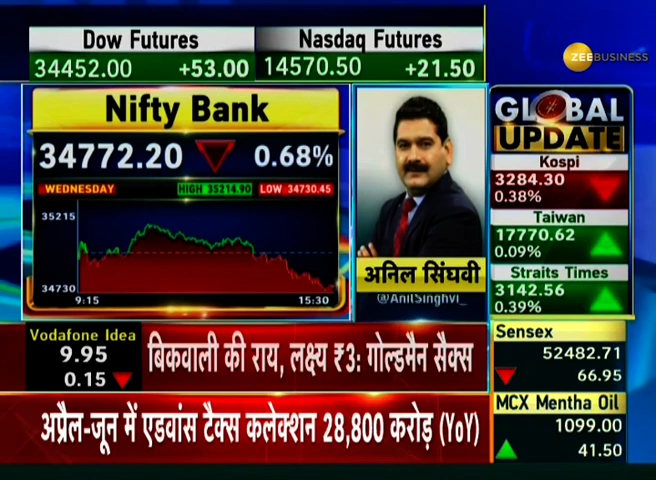 Dow Futures
34452.00 +53.00
Nasdaq Futures
14570.50 +21.50
ZEEBUSINESS
Nifty Bank
34772.20 0.68%
WEDNESDAY HIGH 35214.90 LOW 34730.45
35215
34730
9:15 15:30
अनिल सिंघवी
@AnilSinghvi_
GLOBAL
UPDATE
Kospi
3284.30
0.38%
Taiwan
17770.62
0.09%
Straits Times
3142.56
0.39%
Vodafone Idea
9.95
0.15
बिकवाली की राय, लक्ष्य ₹3: गोल्डमैन सैक्स
अप्रैल-जून में एडवांस टैक्स कलेक्शन 28,800 करोड़ (YoY)
Sensex
52482.71
66.95
MCX Mentha Oil
1099.00
41.50